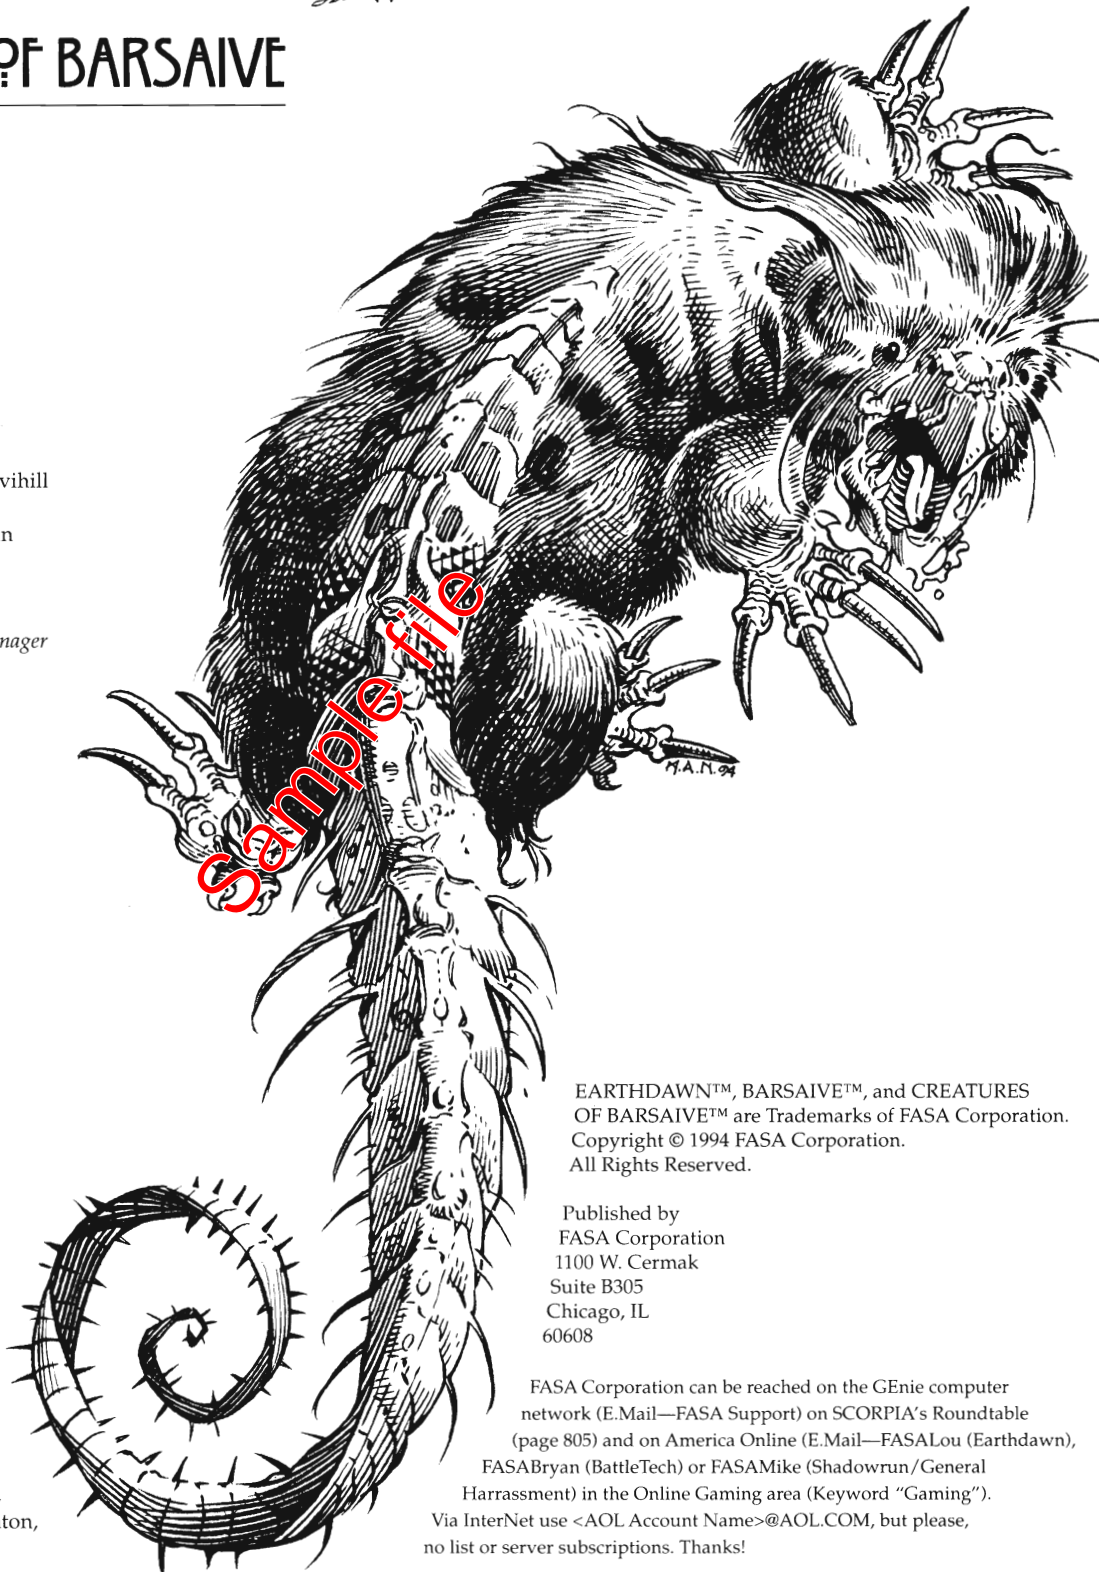 OF BARSAIVE
vihill
n
nager
Sample file
M.A.N. 94
EARTHDAWN™, BARSAIVE™, and CREATURES
OF BARSAIVE™ are Trademarks of FASA Corporation.
Copyright © 1994 FASA Corporation.
All Rights Reserved.
Published by
FASA Corporation
1100 W. Cermak
Suite B305
Chicago, IL
60608
FASA Corporation can be reached on the GEnie computer
network (E.Mail—FASA Support) on SCORPIA's Roundtable
(page 805) and on America Online (E.Mail—FASALou (Earthdawn),
FASABryan (BattleTech) or FASAMike (Shadowrun/General
Harrassment) in the Online Gaming area (Keyword “Gaming”).
Via InterNet use <AOL Account Name>@AOL.COM, but please,
no list or server subscriptions. Thanks!
ton,